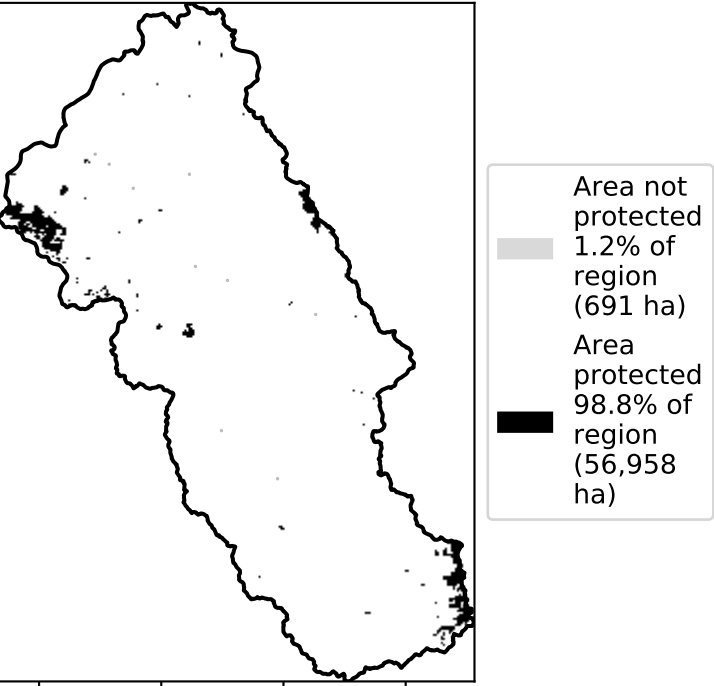 Area not
protected
1.2% of
region
(691 ha)
Area
protected
98.8% of
region
(56,958
ha)